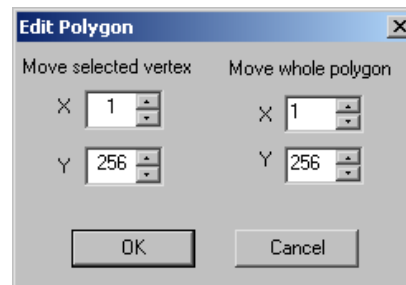 Edit Polygon
Move selected vertex Move whole polygon
X 1 X 1
Y 256 Y 256
OK Cancel